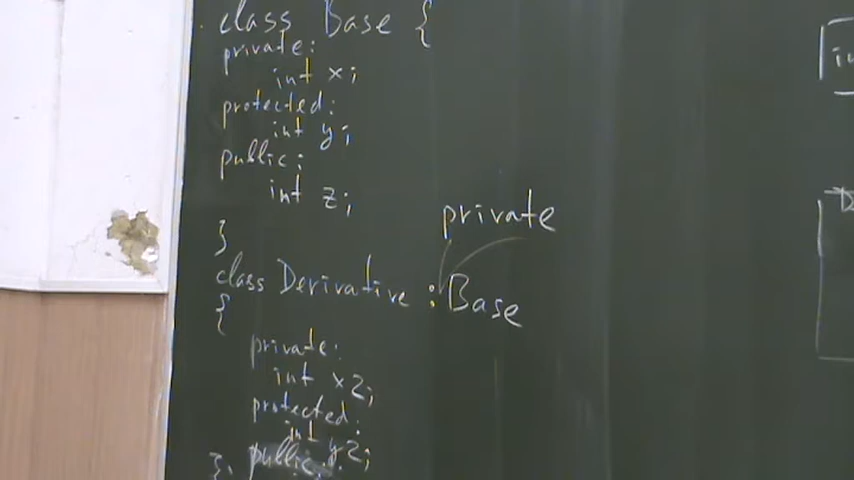 class Base {
private:
int x;
protected:
int y;
public:
int z;
}
private
class Derivative : Base
{
private:
int x2;
protected:
int y2;
}; public:
in